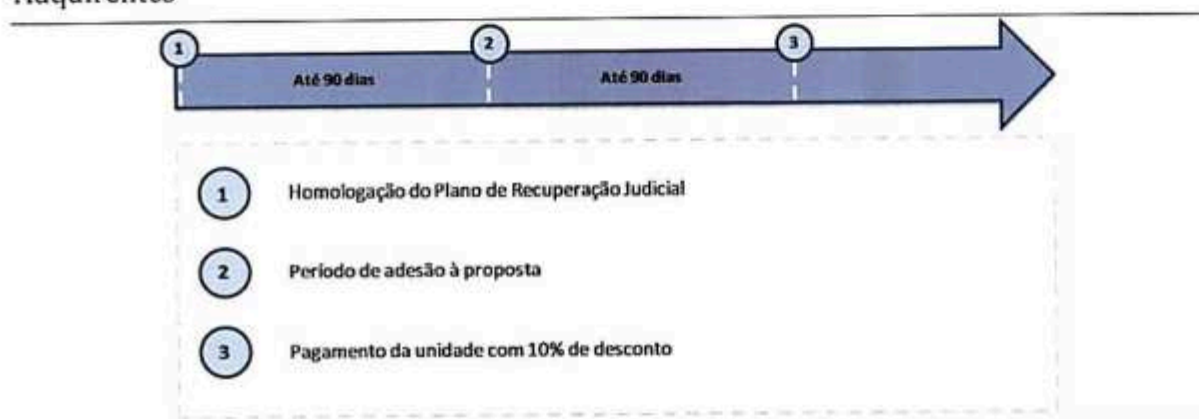 1
2
3
Até 90 dias
Até 90 dias
1
Homologação do Plano de Recuperação Judicial
2
Período de adesão à proposta
3
Pagamento da unidade com 10% de desconto